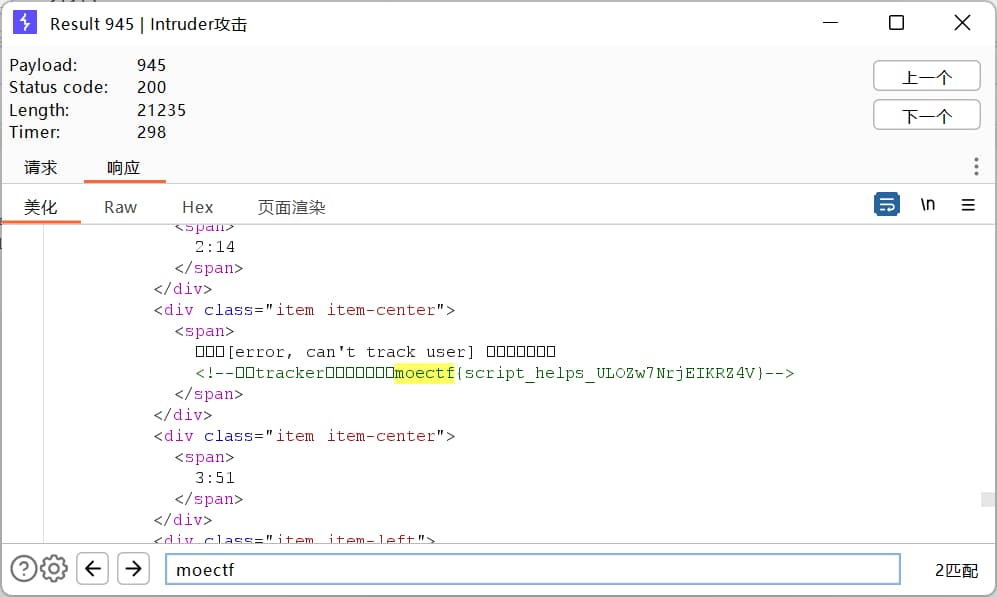 Result 945 | Intruder攻击
Payload: 945
Status code: 200
Length: 21235
Timer: 298
上一个
下一个
请求 响应
美化 Raw Hex 页面渲染 \n
<span>
2:14
</span>
</div>
<div class="item item-center">
<span>
□□□[error, can't track user] □□□□□□□
<!--□□tracker□□□□□□□moectf{script_helps_ULOZw7NrjEIKRZ4V}-->
</span>
</div>
<div class="item item-center">
<span>
3:51
</span>
</div>
<div class="item item-left">
moectf 2匹配